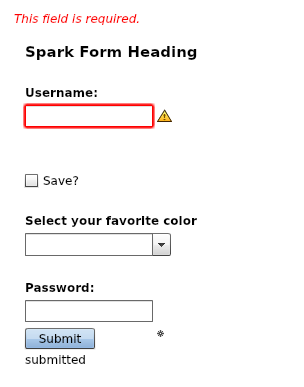 This field is required.
Spark Form Heading
Username:
Save?
Select your favorite color
Password:
Submit
submitted